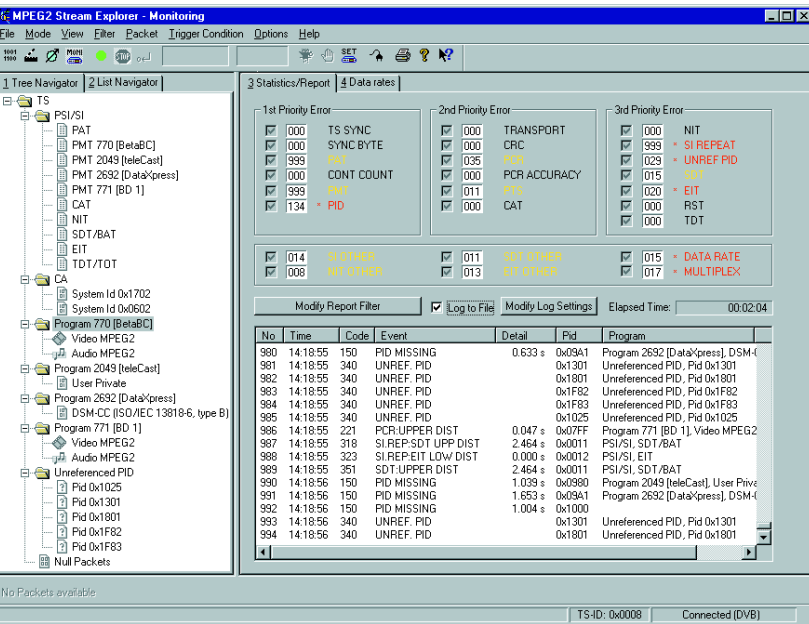 MPEG2 Stream Explorer - Monitoring
File Mode View Filter Packet Trigger Condition Options Help
MONI STOP SET
1 Tree Navigator 2 List Navigator
TS
PSI/SI
PAT
PMT 770 [BetaBC]
PMT 2049 [teleCast]
PMT 2692 [DataXpress]
PMT 771 [BD 1]
CAT
NIT
SDT/BAT
EIT
TDT/TOT
CA
System Id 0x1702
System Id 0x0602
Program 770 [BetaBC]
Video MPEG2
Audio MPEG2
Program 2049 [teleCast]
User Private
Program 2692 [DataXpress]
DSM-CC (ISO/IEC 13818-6, type B)
Program 771 [BD 1]
Video MPEG2
Audio MPEG2
Unreferenced PID
Pid 0x1025
Pid 0x1301
Pid 0x1801
Pid 0x1F82
Pid 0x1F83
Null Packets
3 Statistics/Report 4 Data rates
1st Priority Error
000 TS SYNC
000 SYNC BYTE
999 PAT
000 CONT COUNT
999 PMT
134 * PID
2nd Priority Error
000 TRANSPORT
000 CRC
035 PCR
000 PCR ACCURACY
011 PTS
000 CAT
3rd Priority Error
000 NIT
999 * SI REPEAT
029 * UNREF PID
015 SDT
020 * EIT
000 RST
000 TDT
014 SI OTHER 011 SDT OTHER 015 * DATA RATE
008 NIT OTHER 013 EIT OTHER 017 * MULTIPLEX
Modify Report Filter Log to File Modify Log Settings Elapsed Time: 00:02:04
No Time Code Event Detail Pid Program
980 14:18:55 150 PID MISSING 0.633 s 0x09A1 Program 2692 [DataXpress], DSM-
981 14:18:55 340 UNREF. PID 0x1301 Unreferenced PID, Pid 0x1301
982 14:18:55 340 UNREF. PID 0x1801 Unreferenced PID, Pid 0x1801
983 14:18:55 340 UNREF. PID 0x1F82 Unreferenced PID, Pid 0x1F82
984 14:18:55 340 UNREF. PID 0x1F83 Unreferenced PID, Pid 0x1F83
985 14:18:55 340 UNREF. PID 0x1025 Unreferenced PID, Pid 0x1025
986 14:18:55 221 PCR:UPPER DIST 0.047 s 0x07FF Program 771 [BD 1], Video MPEG2
987 14:18:55 318 SI.REP:SDT UPP DIST 2.464 s 0x0011 PSI/SI, SDT/BAT
988 14:18:55 323 SI.REP:EIT LOW DIST 0.000 s 0x0012 PSI/SI, EIT
989 14:18:55 351 SDT:UPPER DIST 2.464 s 0x0011 PSI/SI, SDT/BAT
990 14:18:56 150 PID MISSING 1.039 s 0x0980 Program 2049 [teleCast], User Priva
991 14:18:56 150 PID MISSING 1.653 s 0x09A1 Program 2692 [DataXpress], DSM-
992 14:18:56 150 PID MISSING 1.004 s 0x1000
993 14:18:56 340 UNREF. PID 0x1301 Unreferenced PID, Pid 0x1301
994 14:18:56 340 UNREF. PID 0x1801 Unreferenced PID, Pid 0x1801
No Packets available
TS-ID: 0x0008 Connected (DVB)